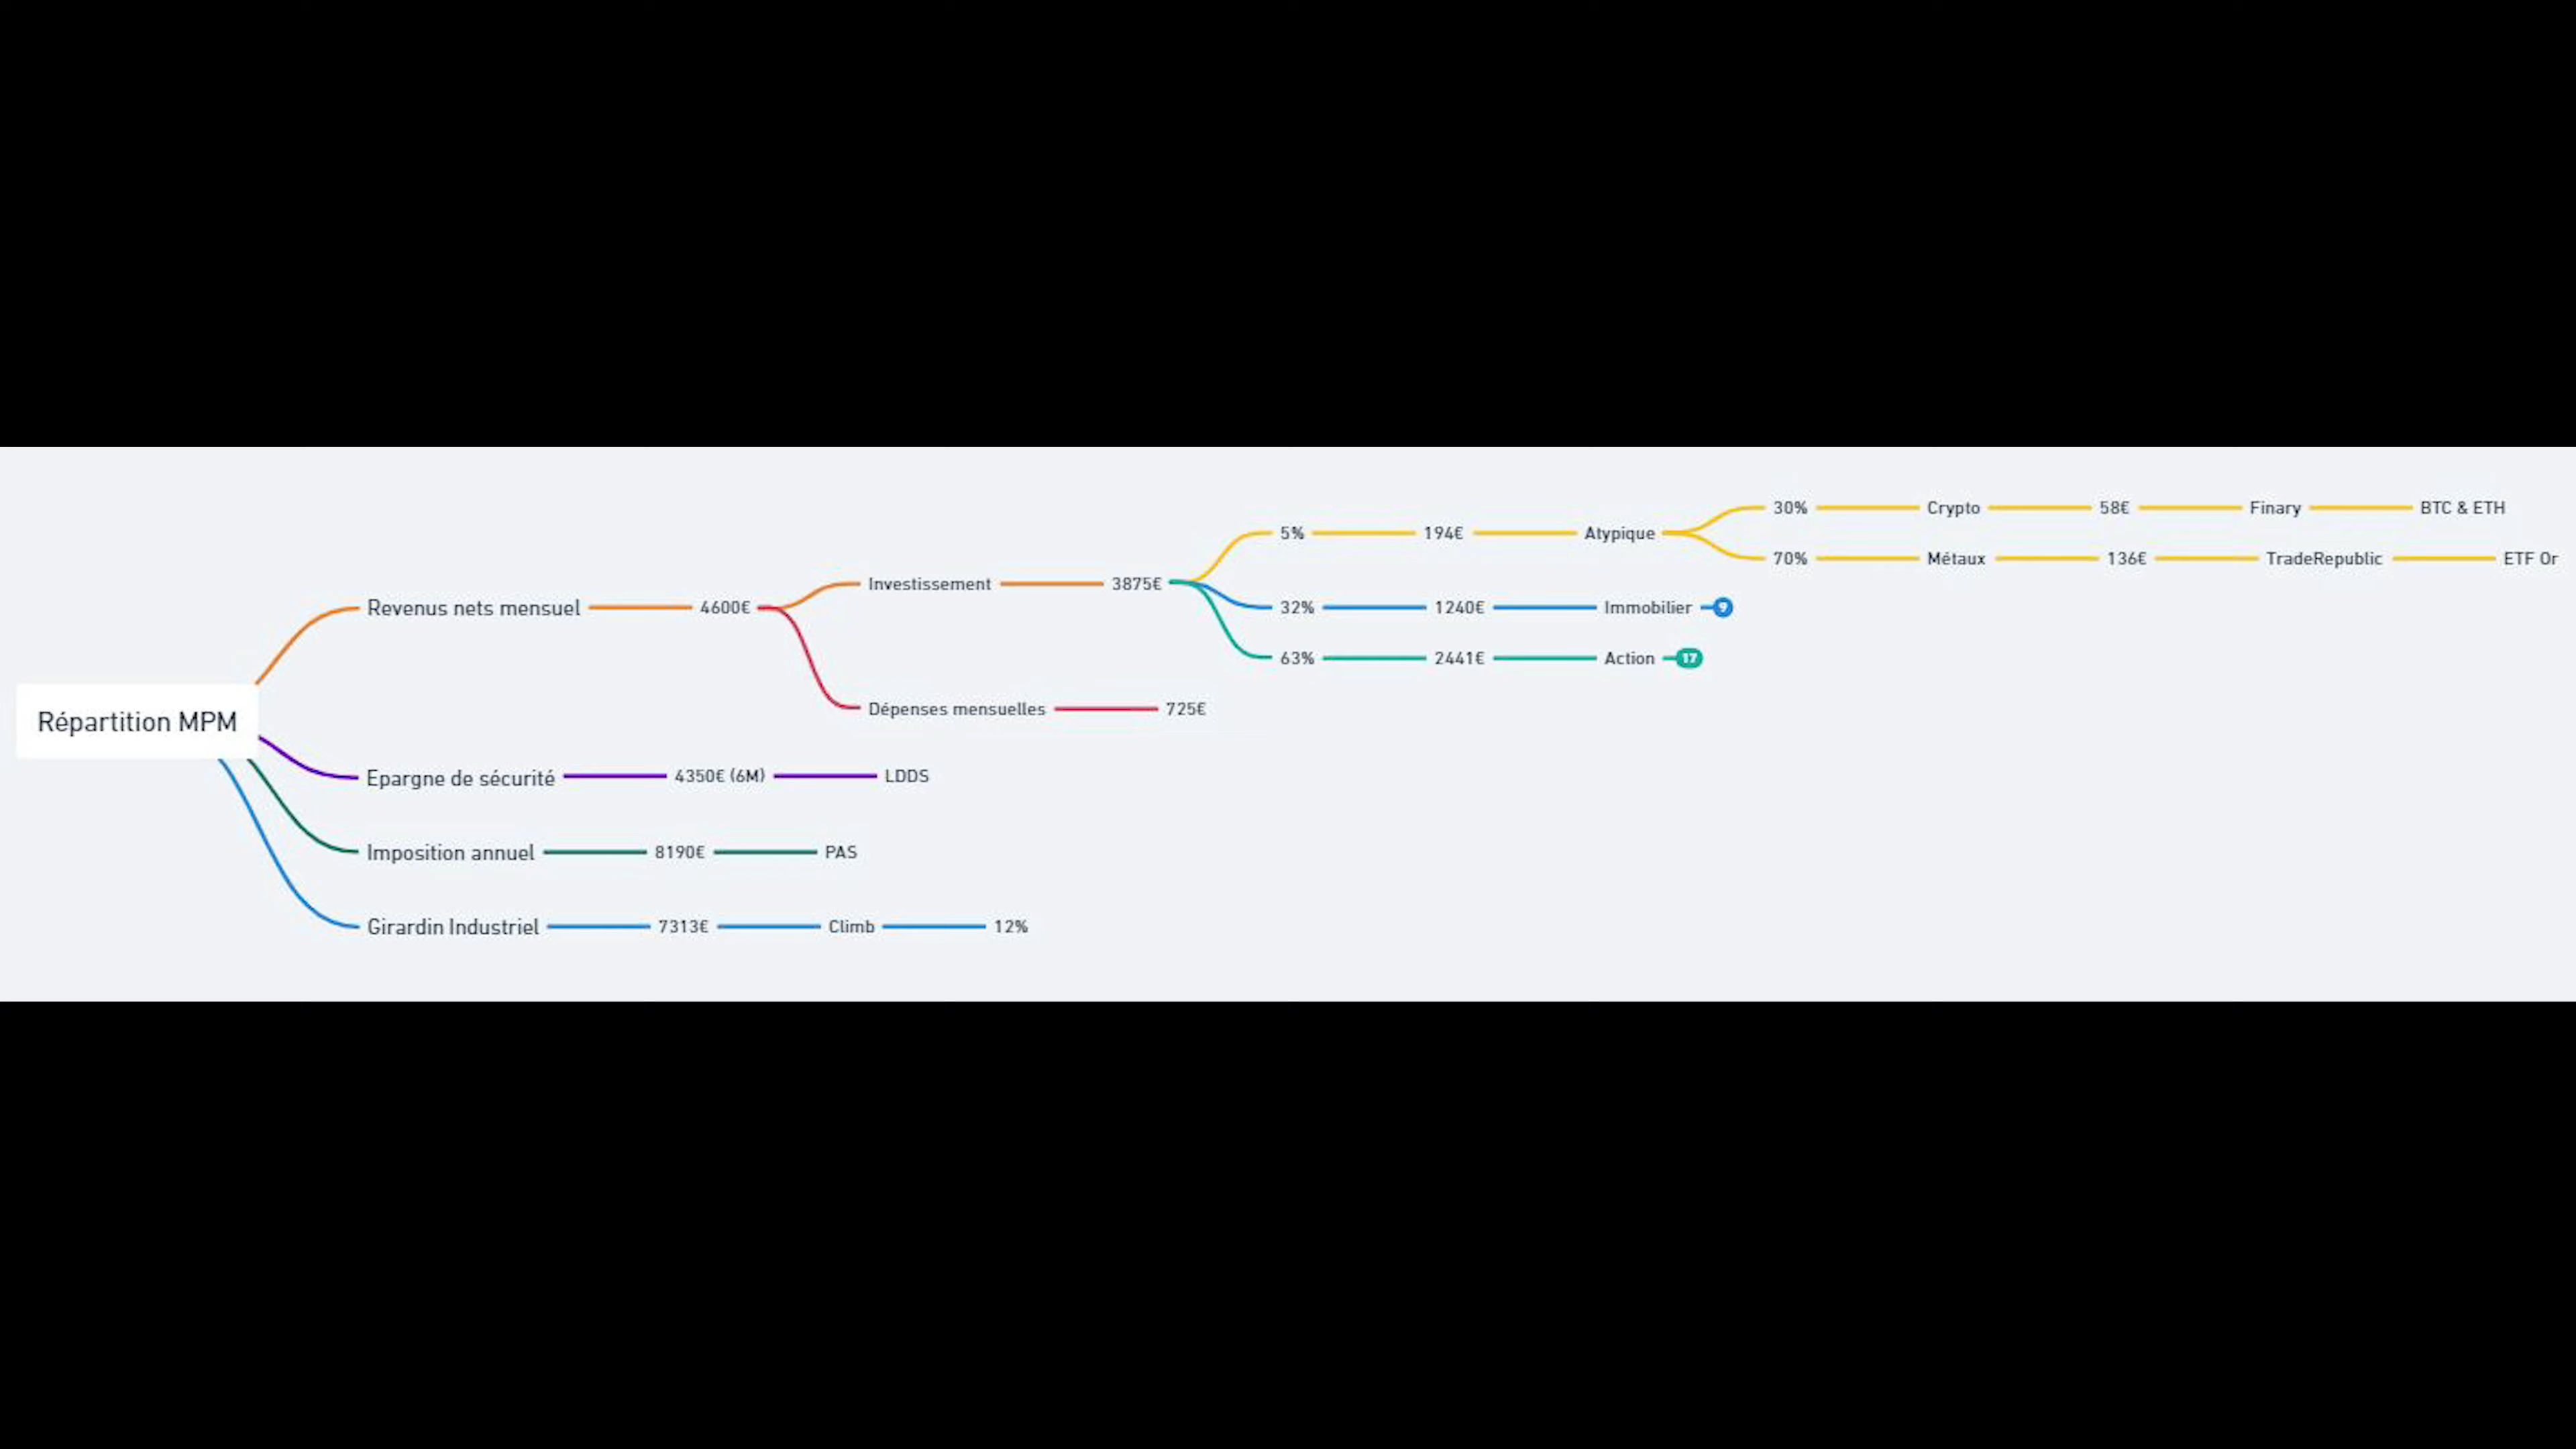 Répartition MPM
Revenus nets mensuel
4600€
Investissement
3875€
5%
194€
Atypique
30%
Crypto
58€
Finary
BTC & ETH
70%
Métaux
136€
TradeRepublic
ETF Or
32%
1240€
Immobilier
9
63%
2441€
Action
17
Dépenses mensuelles
725€
Epargne de sécurité
4350€ (6M)
LDDS
Imposition annuel
8190€
PAS
Girardin Industriel
7313€
Climb
12%